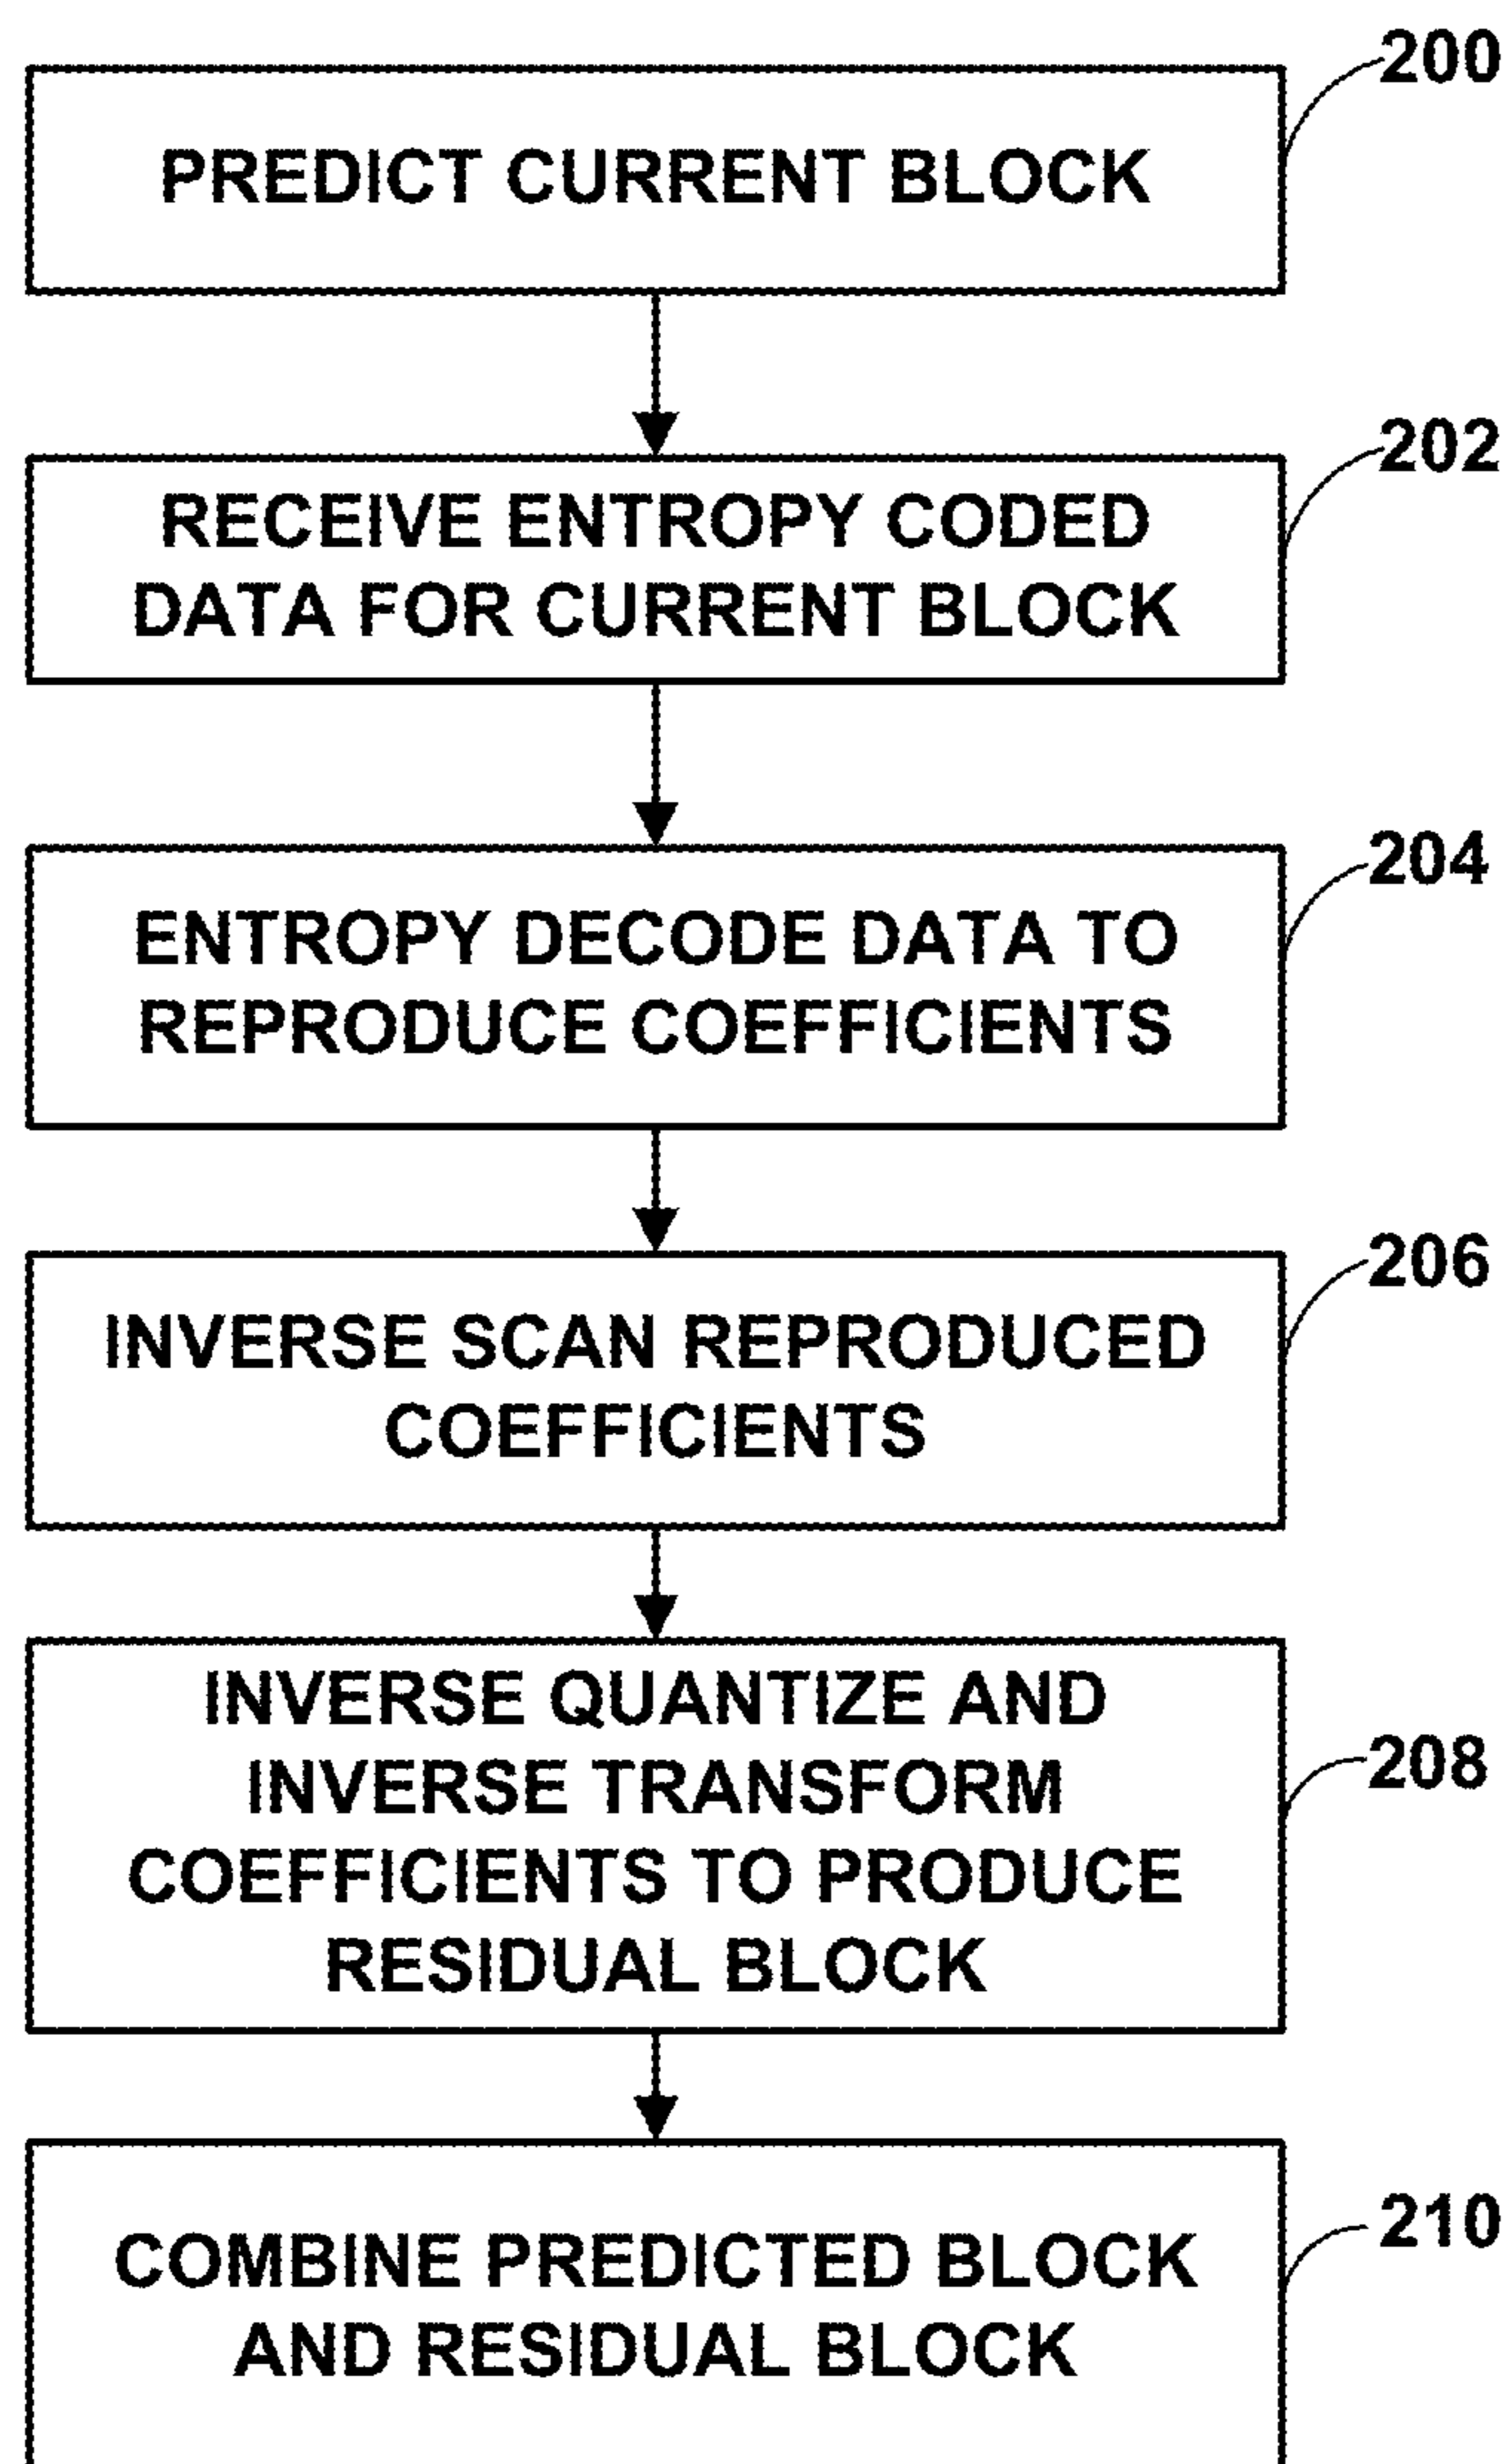 200
PREDICT CURRENT BLOCK
202
RECEIVE ENTROPY CODED
DATA FOR CURRENT BLOCK
204
ENTROPY DECODE DATA TO
REPRODUCE COEFFICIENTS
206
INVERSE SCAN REPRODUCED
COEFFICIENTS
INVERSE QUANTIZE AND
INVERSE TRANSFORM
COEFFICIENTS TO PRODUCE
RESIDUAL BLOCK
208
COMBINE PREDICTED BLOCK
AND RESIDUAL BLOCK
210